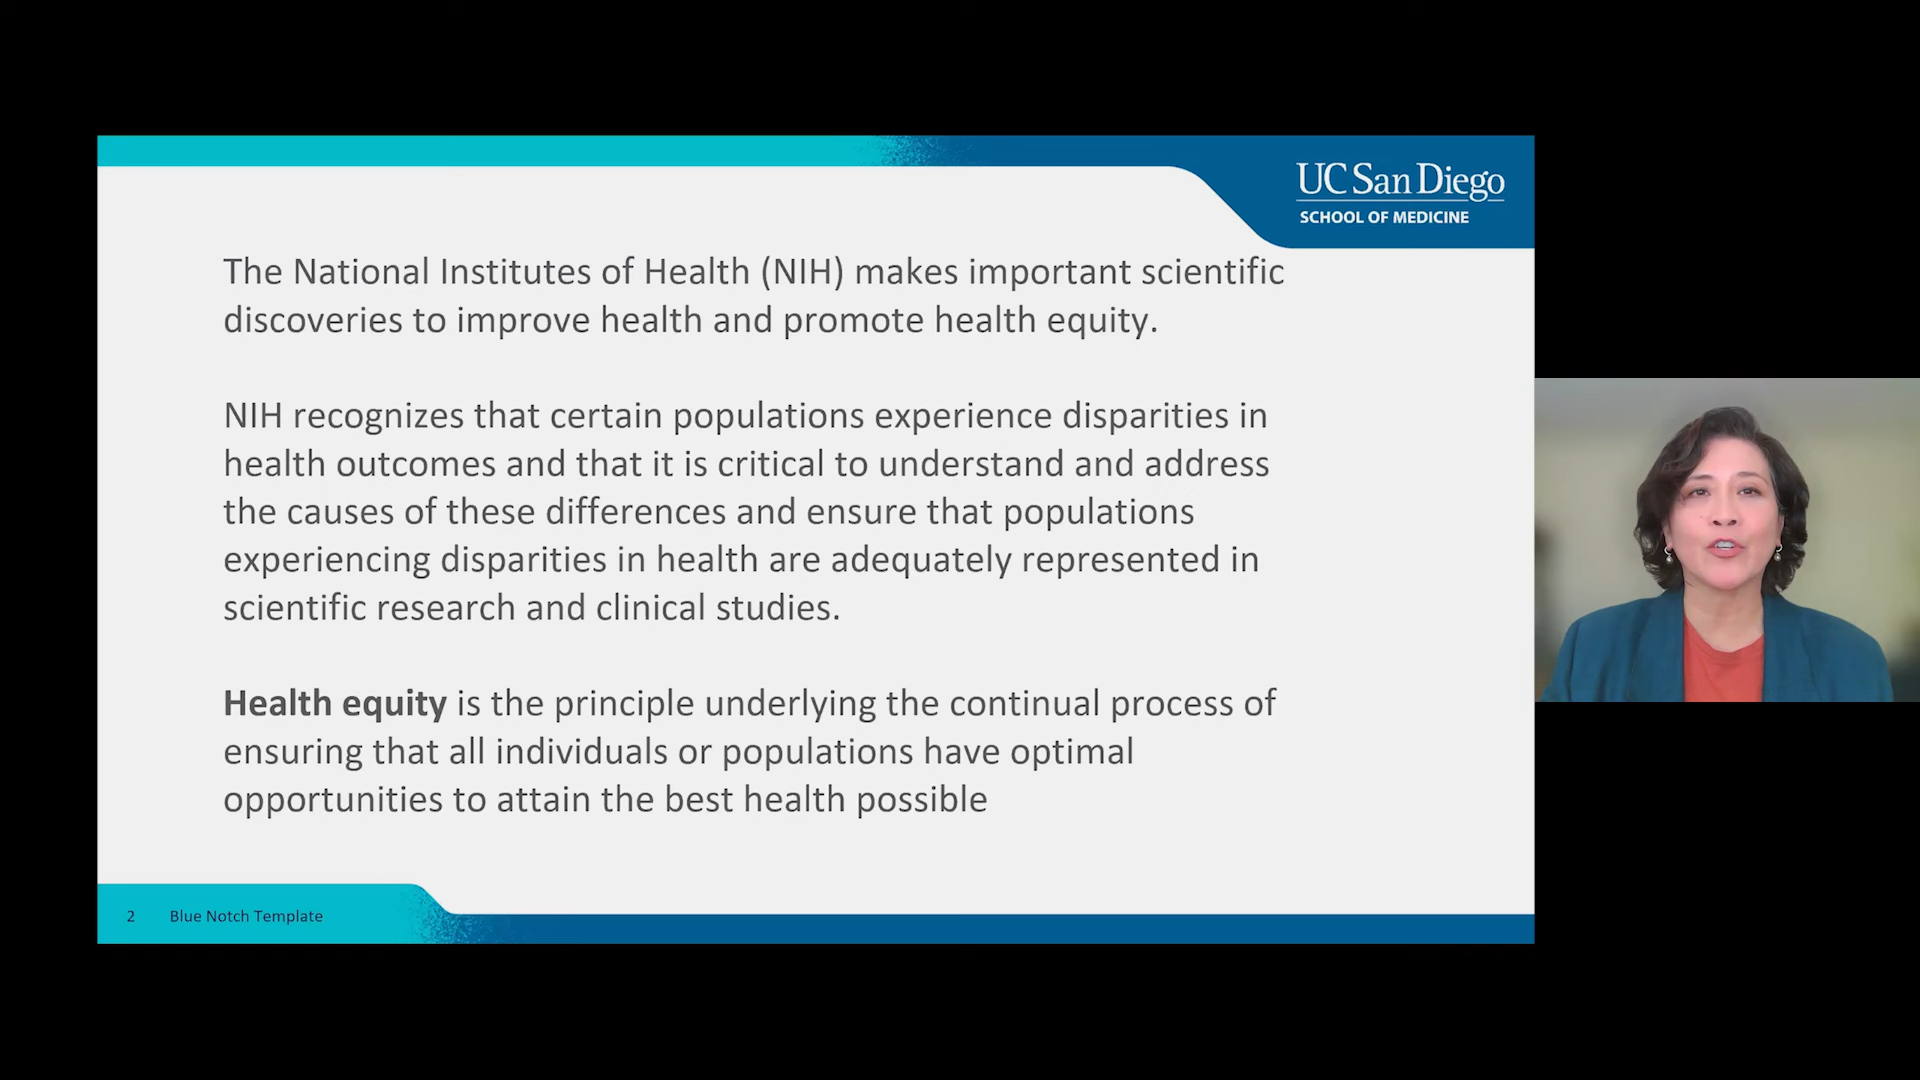 UC San Diego
SCHOOL OF MEDICINE
The National Institutes of Health (NIH) makes important scientific
discoveries to improve health and promote health equity.
NIH recognizes that certain populations experience disparities in
health outcomes and that it is critical to understand and address
the causes of these differences and ensure that populations
experiencing disparities in health are adequately represented in
scientific research and clinical studies.
Health equity is the principle underlying the continual process of
ensuring that all individuals or populations have optimal
opportunities to attain the best health possible
2 Blue Notch Template